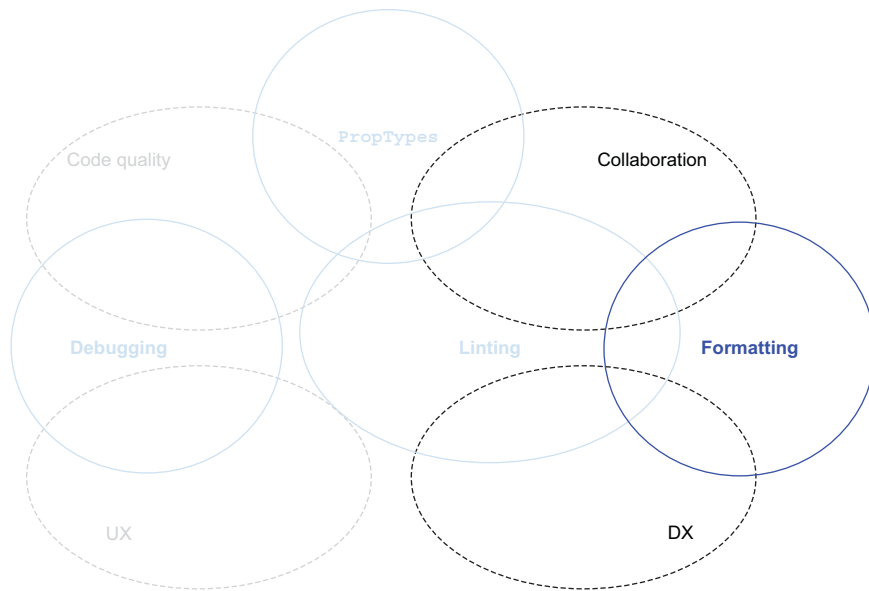 PropTypes
Code quality
Collaboration
Debugging
Linting
Formatting
UX
DX